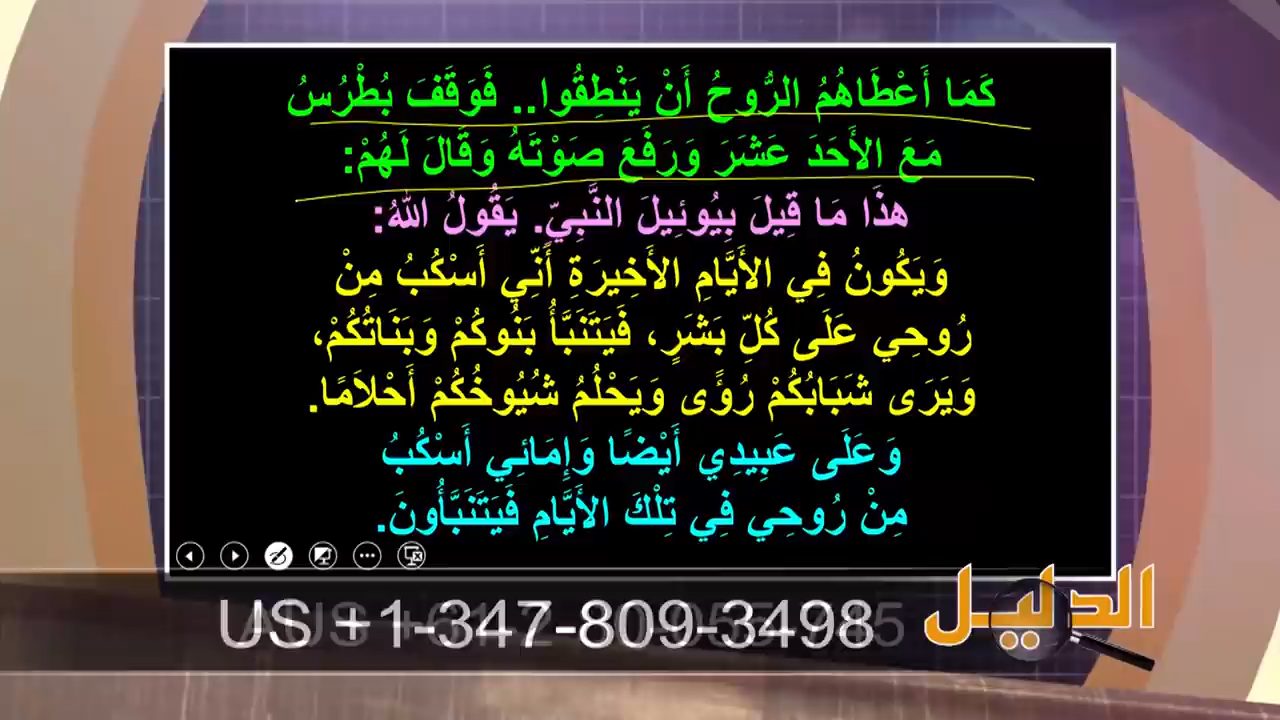 كَمَا أَعْطَاهُمُ الرُّوحُ أَنْ يَنْطِقُوا.. فَوَقَفَ بُطْرُسُ
مَعَ الأَحَدَ عَشَرَ وَرَفَعَ صَوْتَهُ وَقَالَ لَهُمْ:
هذَا مَا قِيلَ بِيُوئِيلَ النَّبِيِّ. يَقُولُ اللهُ:
وَيَكُونُ فِي الأَيَّامِ الأَخِيرَةِ أَنِّي أَسْكُبُ مِنْ
رُوحِي عَلَى كُلِّ بَشَرٍ، فَيَتَنَبَّأُ بَنُوكُمْ وَبَنَاتُكُمْ،
وَيَرَى شَبَابُكُمْ رُؤًى وَيَحْلُمُ شُيُوخُكُمْ أَحْلاَمًا.
وَعَلَى عَبِيدِي أَيْضًا وَإِمَائِي أَسْكُبُ
مِنْ رُوحِي فِي تِلْكَ الأَيَّامِ فَيَتَنَبَّأُونَ.
US +1-347-809-3498
الدليل